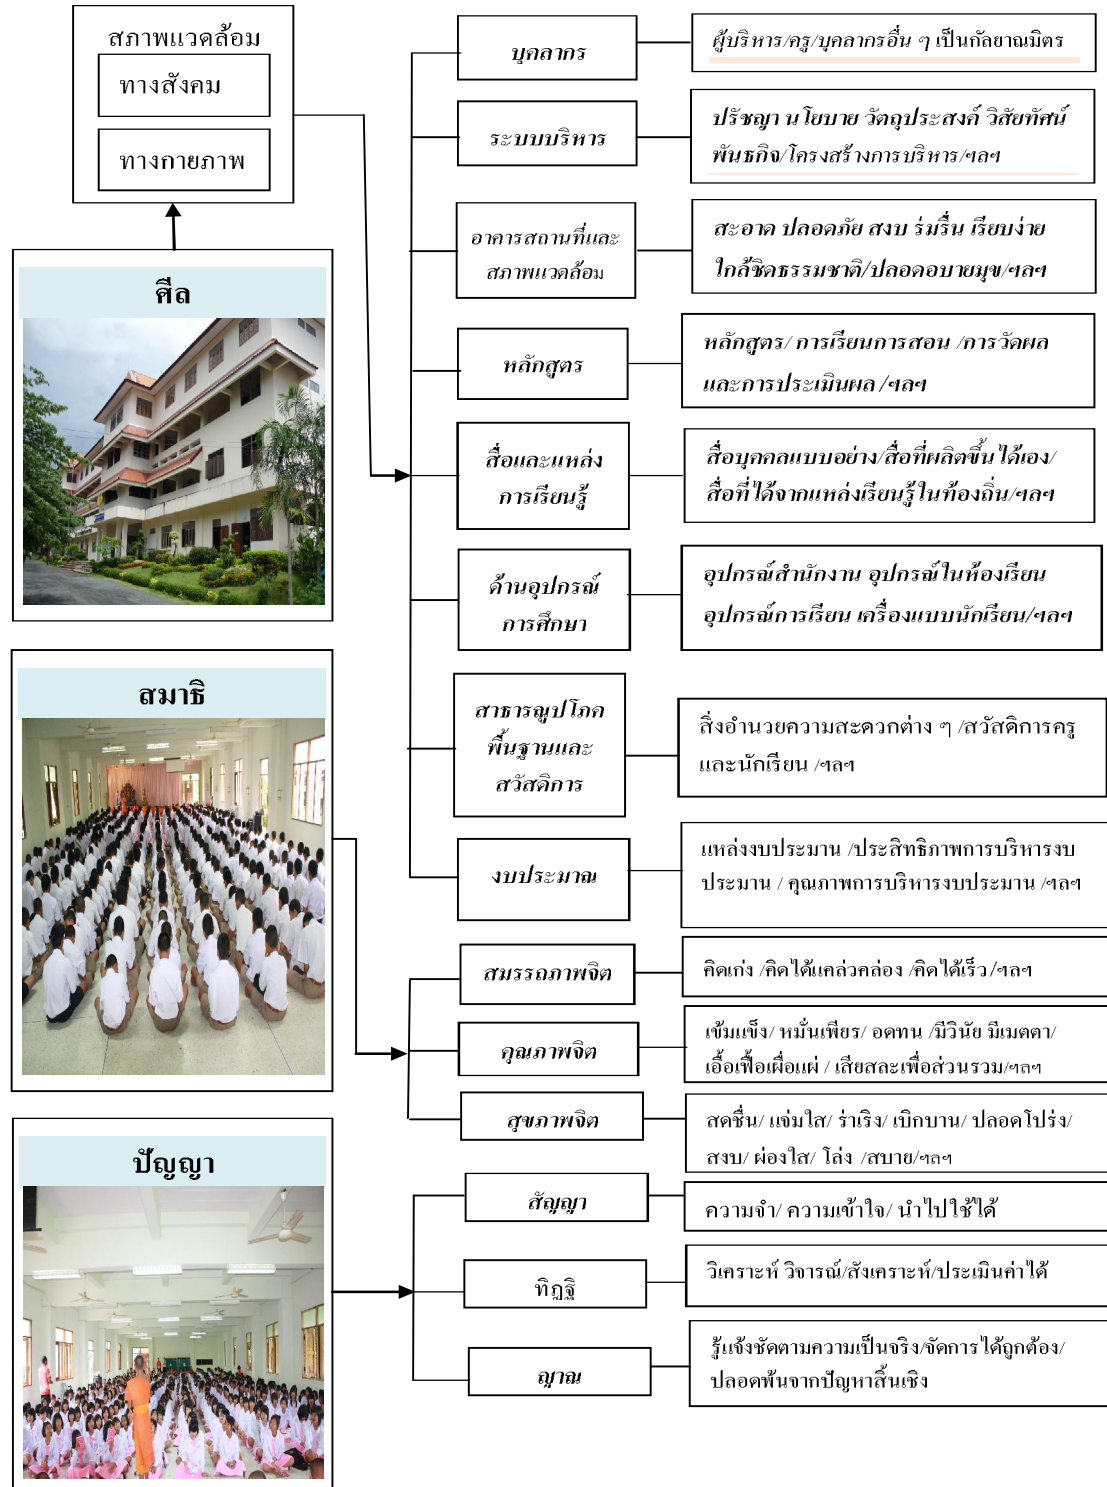 สภาพแวดล้อม
ทางสังคม
ทางกายภาพ
ศีล
สมาธิ
ปัญญา
บุคลากร
ผู้บริหาร/ครู/บุคลากรอื่น ๆ เป็นกัลยาณมิตร
ระบบบริหาร
ปรัชญา นโยบาย วัตถุประสงค์ วิสัยทัศน์
พันธกิจ/โครงสร้างการบริหาร/ฯลฯ
อาคารสถานที่และ
สภาพแวดล้อม
สะอาด ปลอดภัย สงบ ร่มรื่น เรียบง่าย
ใกล้ชิดธรรมชาติ/ปลอดอบายมุข/ฯลฯ
หลักสูตร
หลักสูตร/ การเรียนการสอน /การวัดผล
และการประเมินผล /ฯลฯ
สื่อและแหล่ง
การเรียนรู้
สื่อบุคคลแบบอย่าง/สื่อที่ผลิตขึ้นได้เอง/
สื่อที่ได้จากแหล่งเรียนรู้ในท้องถิ่น/ฯลฯ
ด้านอุปกรณ์
การศึกษา
อุปกรณ์สำนักงาน อุปกรณ์ในห้องเรียน
อุปกรณ์การเรียน เครื่องแบบนักเรียน/ฯลฯ
สาธารณูปโภค
พื้นฐานและ
สวัสดิการ
สิ่งอำนวยความสะดวกต่าง ๆ /สวัสดิการครู
และนักเรียน /ฯลฯ
งบประมาณ
แหล่งงบประมาน /ประสิทธิภาพการบริหารงบ
ประมาน / คุณภาพการบริหารงบประมาน /ฯลฯ
สมรรถภาพจิต
คิดเก่ง /คิดได้แคล่วคล่อง /คิดได้เร็ว/ฯลฯ
คุณภาพจิต
เข้มแข็ง/ หมั่นเพียร/ อดทน /มีวินัย มีเมตตา/
เอื้อเฟื้อเผื่อแผ่ / เสียสละเพื่อส่วนรวม/ฯลฯ
สุขภาพจิต
สดชื่น/ แจ่มใส/ ร่าเริง/ เบิกบาน/ ปลอดโปร่ง/
สงบ/ ผ่องใส/ โล่ง /สบาย/ฯลฯ
สัญญา
ความจำ/ ความเข้าใจ/ นำไปใช้ได้
ทิฏฐิ
วิเคราะห์ วิจารณ์/สังเคราะห์/ประเมินค่าได้
ญาณ
รู้แจ้งชัดตามความเป็นจริง/จัดการได้ถูกต้อง/
ปลอดพ้นจากปัญหาสิ้นเชิง